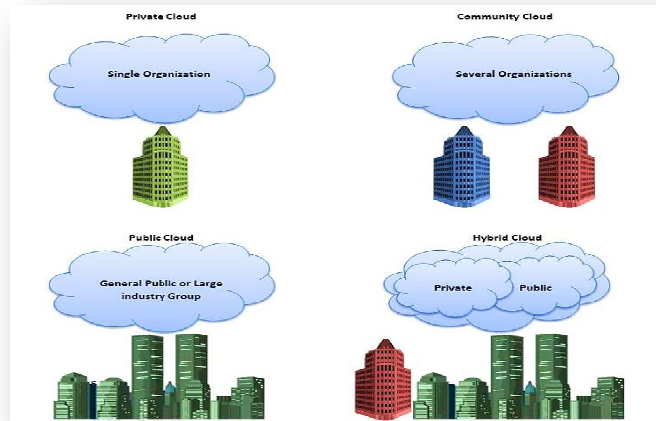 Private Cloud
Community Cloud
Single Organization
Several Organizations
Public Cloud
Hybrid Cloud
General Public or Large
industry Group
Private
Public